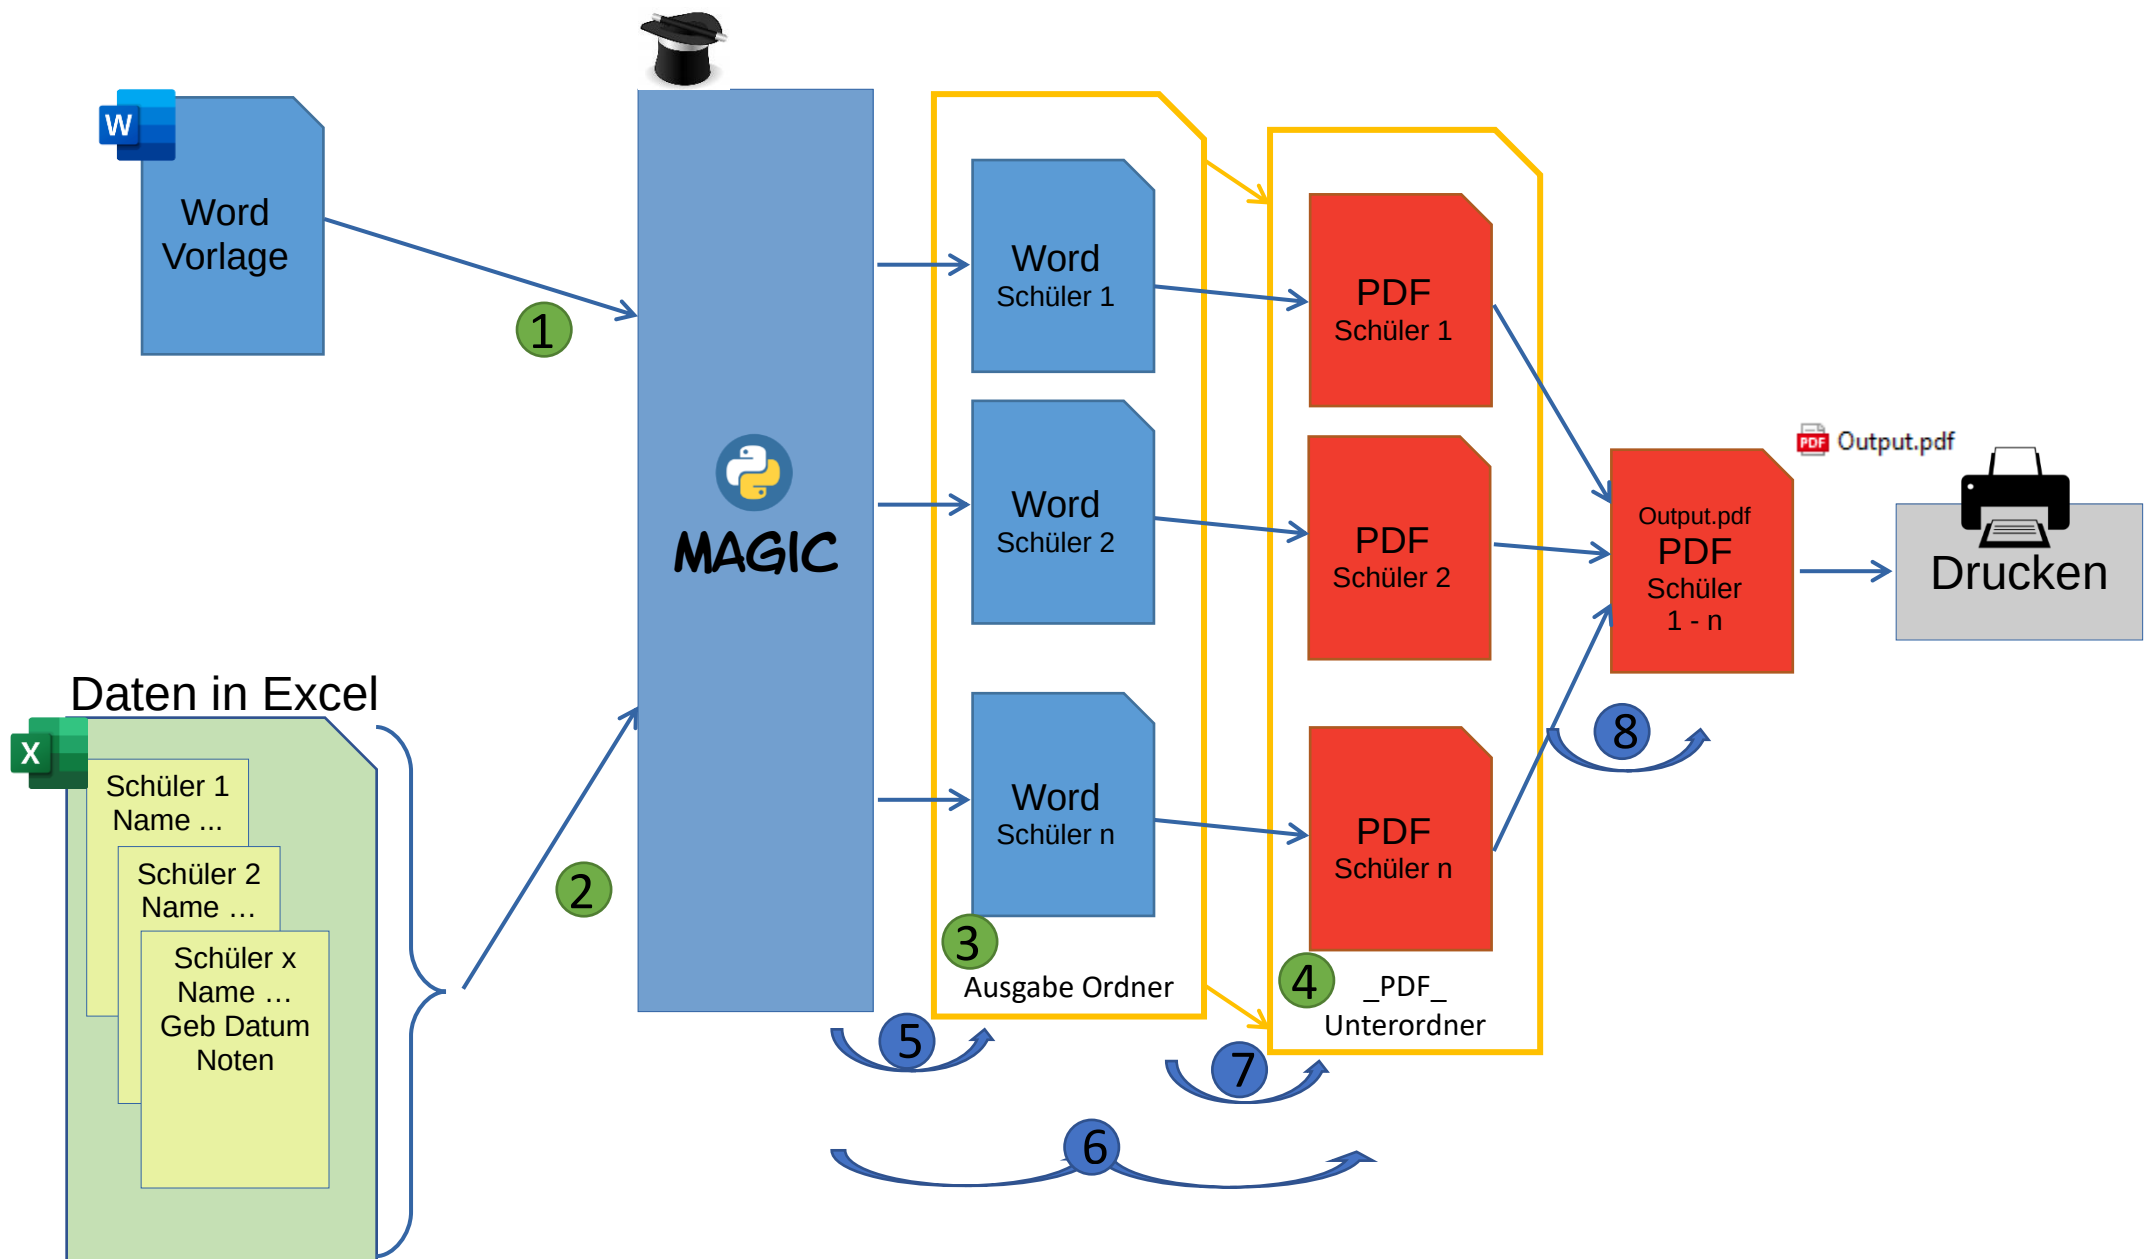 W
Word
Vorlage
1
MAGIC
Word
Schüler 1
Word
Schüler 2
Word
Schüler n
3
Ausgabe Ordner
PDF
Schüler 1
PDF
Schüler 2
PDF
Schüler n
4
_PDF_
Unterordner
PDF Output.pdf
Output.pdf
PDF
Schüler
1 - n
Drucken
Daten in Excel
X
Schüler 1
Name ...
Schüler 2
Name …
Schüler x
Name …
Geb Datum
Noten
2
5
7
6
8